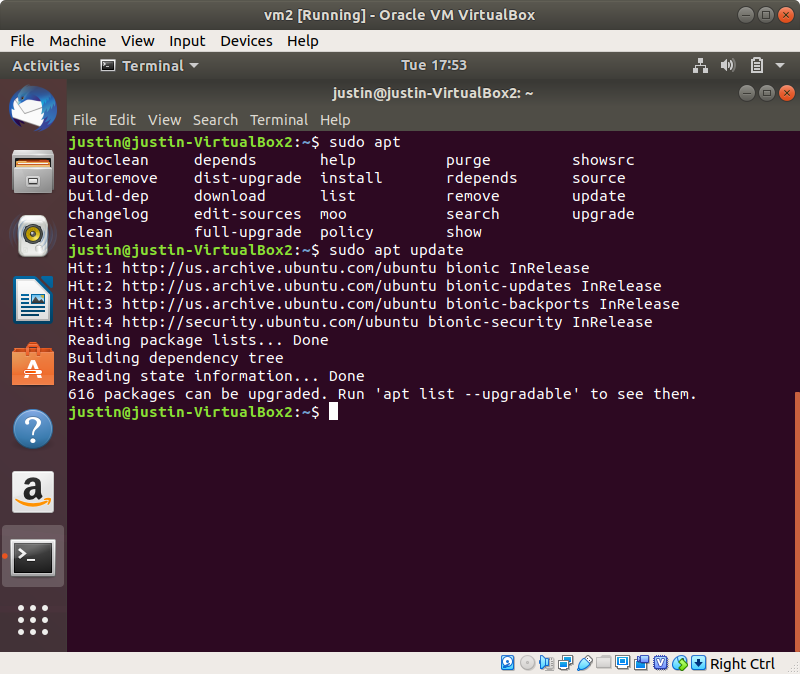 vm2 [Running] - Oracle VM VirtualBox
File Machine View Input Devices Help
Activities Terminal Tue 17:53
justin@justin-VirtualBox2: ~
File Edit View Search Terminal Help
justin@justin-VirtualBox2:~$ sudo apt
autoclean depends help purge showsrc
autoremove dist-upgrade install rdepends source
build-dep download list remove update
changelog edit-sources moo search upgrade
clean full-upgrade policy show
justin@justin-VirtualBox2:~$ sudo apt update
Hit:1 http://us.archive.ubuntu.com/ubuntu bionic InRelease
Hit:2 http://us.archive.ubuntu.com/ubuntu bionic-updates InRelease
Hit:3 http://us.archive.ubuntu.com/ubuntu bionic-backports InRelease
Hit:4 http://security.ubuntu.com/ubuntu bionic-security InRelease
Reading package lists... Done
Building dependency tree
Reading state information... Done
616 packages can be upgraded. Run 'apt list --upgradable' to see them.
justin@justin-VirtualBox2:~$
Right Ctrl